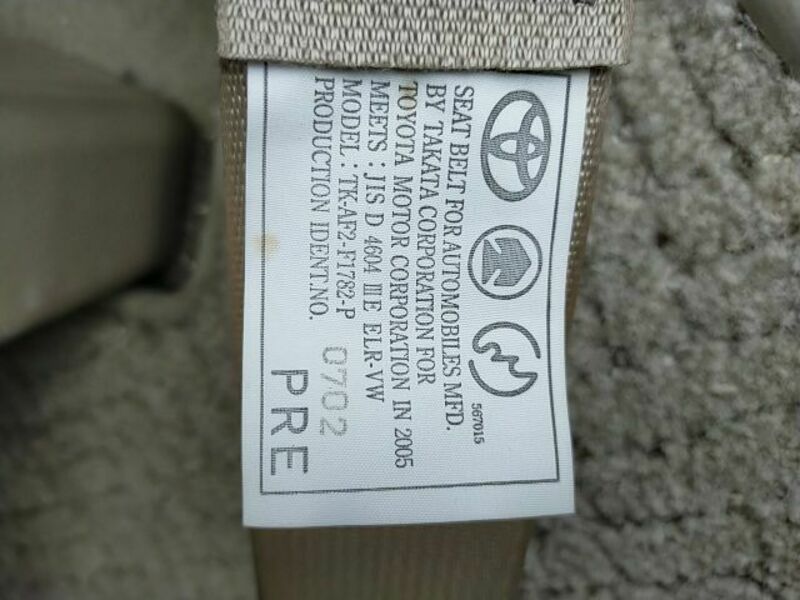 567015
SEAT BELT FOR AUTOMOBILES MFD.
BY TAKATA CORPORATION FOR
TOYOTA MOTOR CORPORATION IN 2005
MEETS : JIS D 4604 ⅢE ELR-VW
MODEL : TK-AF2-F1782-P
PRODUCTION IDENT.NO. 0702
PRE